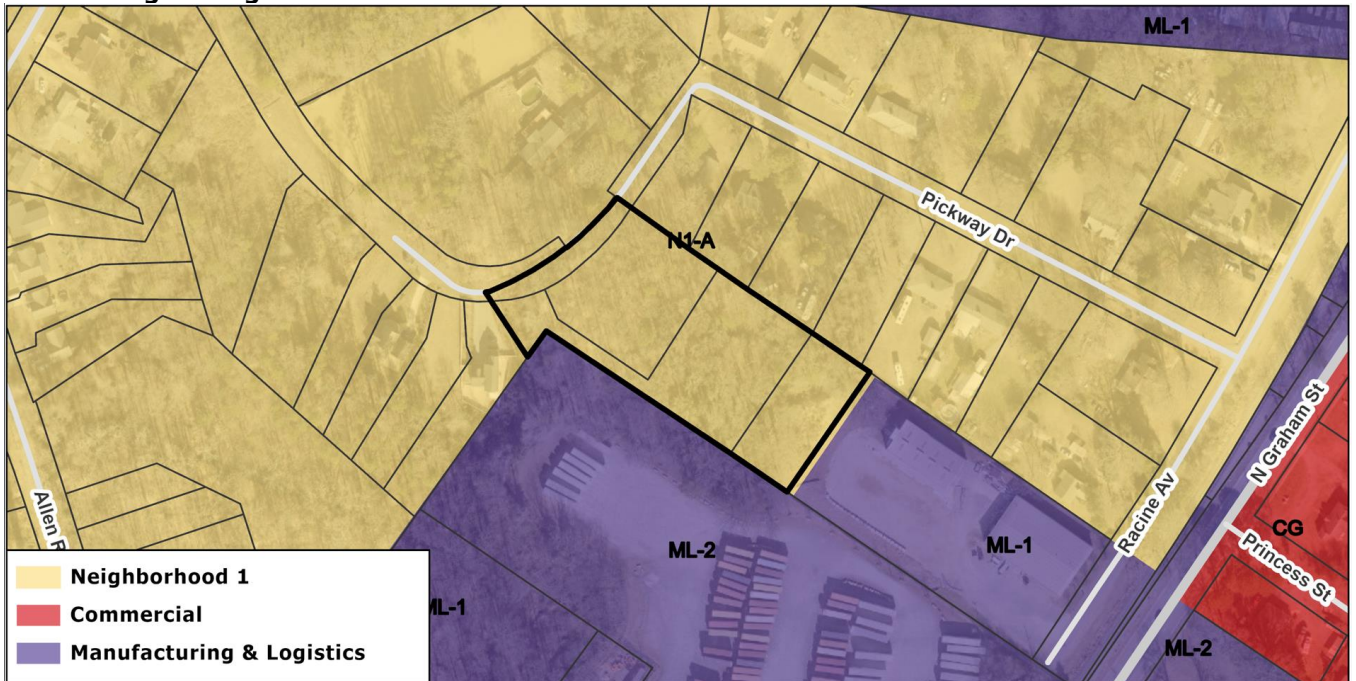 ML-1
Pickway Dr
N1-A
N Graham St
Allen R
Racine Av
CG
ML-2
ML-1
Princess St
ML-1
ML-2
Neighborhood 1
Commercial
Manufacturing & Logistics